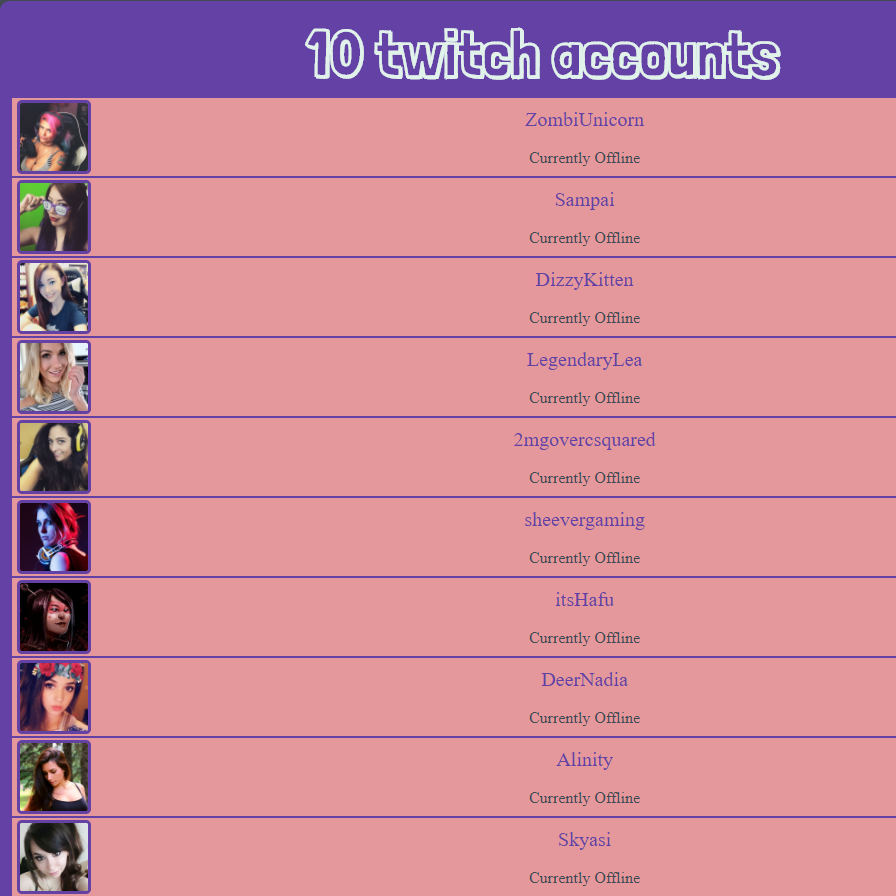 10 twitch accounts
ZombiUnicorn
Currently Offline
Sampai
Currently Offline
DizzyKitten
Currently Offline
LegendaryLea
Currently Offline
2mgovercsquared
Currently Offline
sheevergaming
Currently Offline
itsHafu
Currently Offline
DeerNadia
Currently Offline
Alinity
Currently Offline
Skyasi
Currently Offline